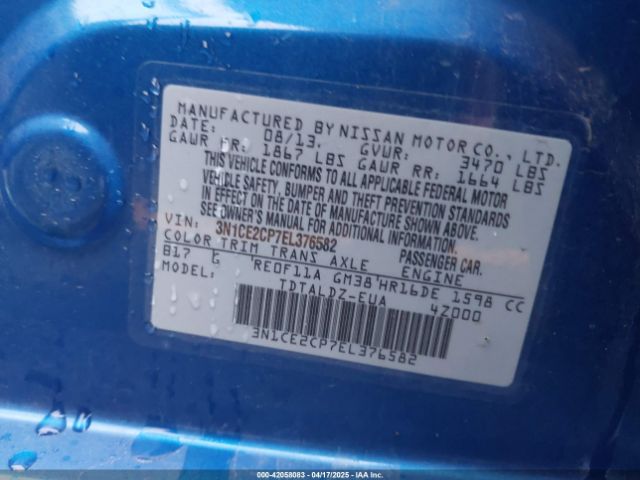 MANUFACTURED BY NISSAN MOTOR CO., LTD.
DATE: 08/13. GVWR: 3470 LBS
GAWR FR: 1867 LBS GAWR RR: 1664 LBS
THIS VEHICLE CONFORMS TO ALL APPLICABLE FEDERAL MOTOR
VEHICLE SAFETY, BUMPER AND THEFT PREVENTION STANDARDS
IN EFFECT ON THE DATE OF MANUFACTURE SHOWN ABOVE.
SEE OWNER'S MANUAL FOR ADDITIONAL INFORMATION.
VIN: 3N1CE2CP7EL376582 PASSENGER CAR.
COLOR TRIM TRANS AXLE ENGINE
B17 G RE0F11A GM38 HR16DE 1598 CC
MODEL: TDTALDZ-EUA 4Z000
3N1CE2CP7EL376582
000-42058083 - 04/17/2025 - IAA Inc.